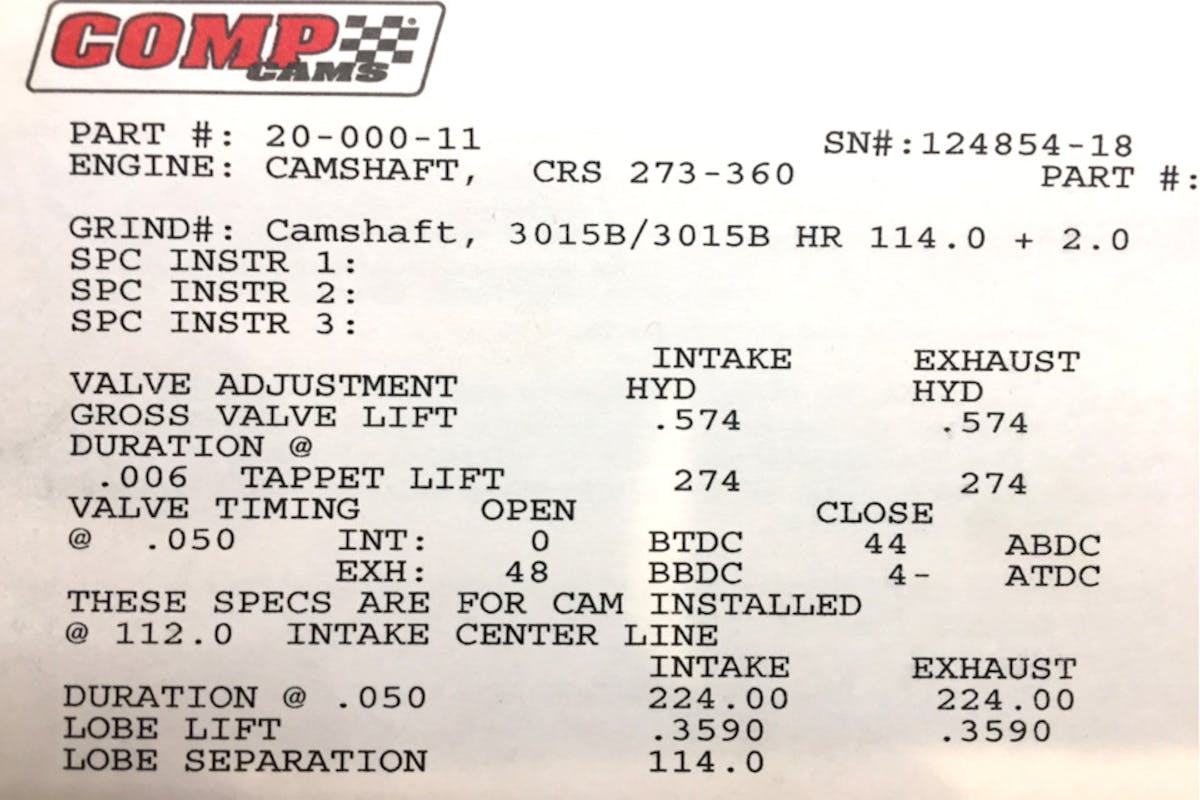 COMP
CAMS
PART #: 20-000-11 SN#:124854-18
ENGINE: CAMSHAFT, CRS 273-360 PART #:
GRIND#: Camshaft, 3015B/3015B HR 114.0 + 2.0
SPC INSTR 1:
SPC INSTR 2:
SPC INSTR 3:
INTAKE EXHAUST
VALVE ADJUSTMENT HYD HYD
GROSS VALVE LIFT .574 .574
DURATION @
.006 TAPPET LIFT 274 274
VALVE TIMING OPEN CLOSE
@ .050 INT: 0 BTDC 44 ABDC
EXH: 48 BBDC 4- ATDC
THESE SPECS ARE FOR CAM INSTALLED
@ 112.0 INTAKE CENTER LINE
INTAKE EXHAUST
DURATION @ .050 224.00 224.00
LOBE LIFT .3590 .3590
LOBE SEPARATION 114.0